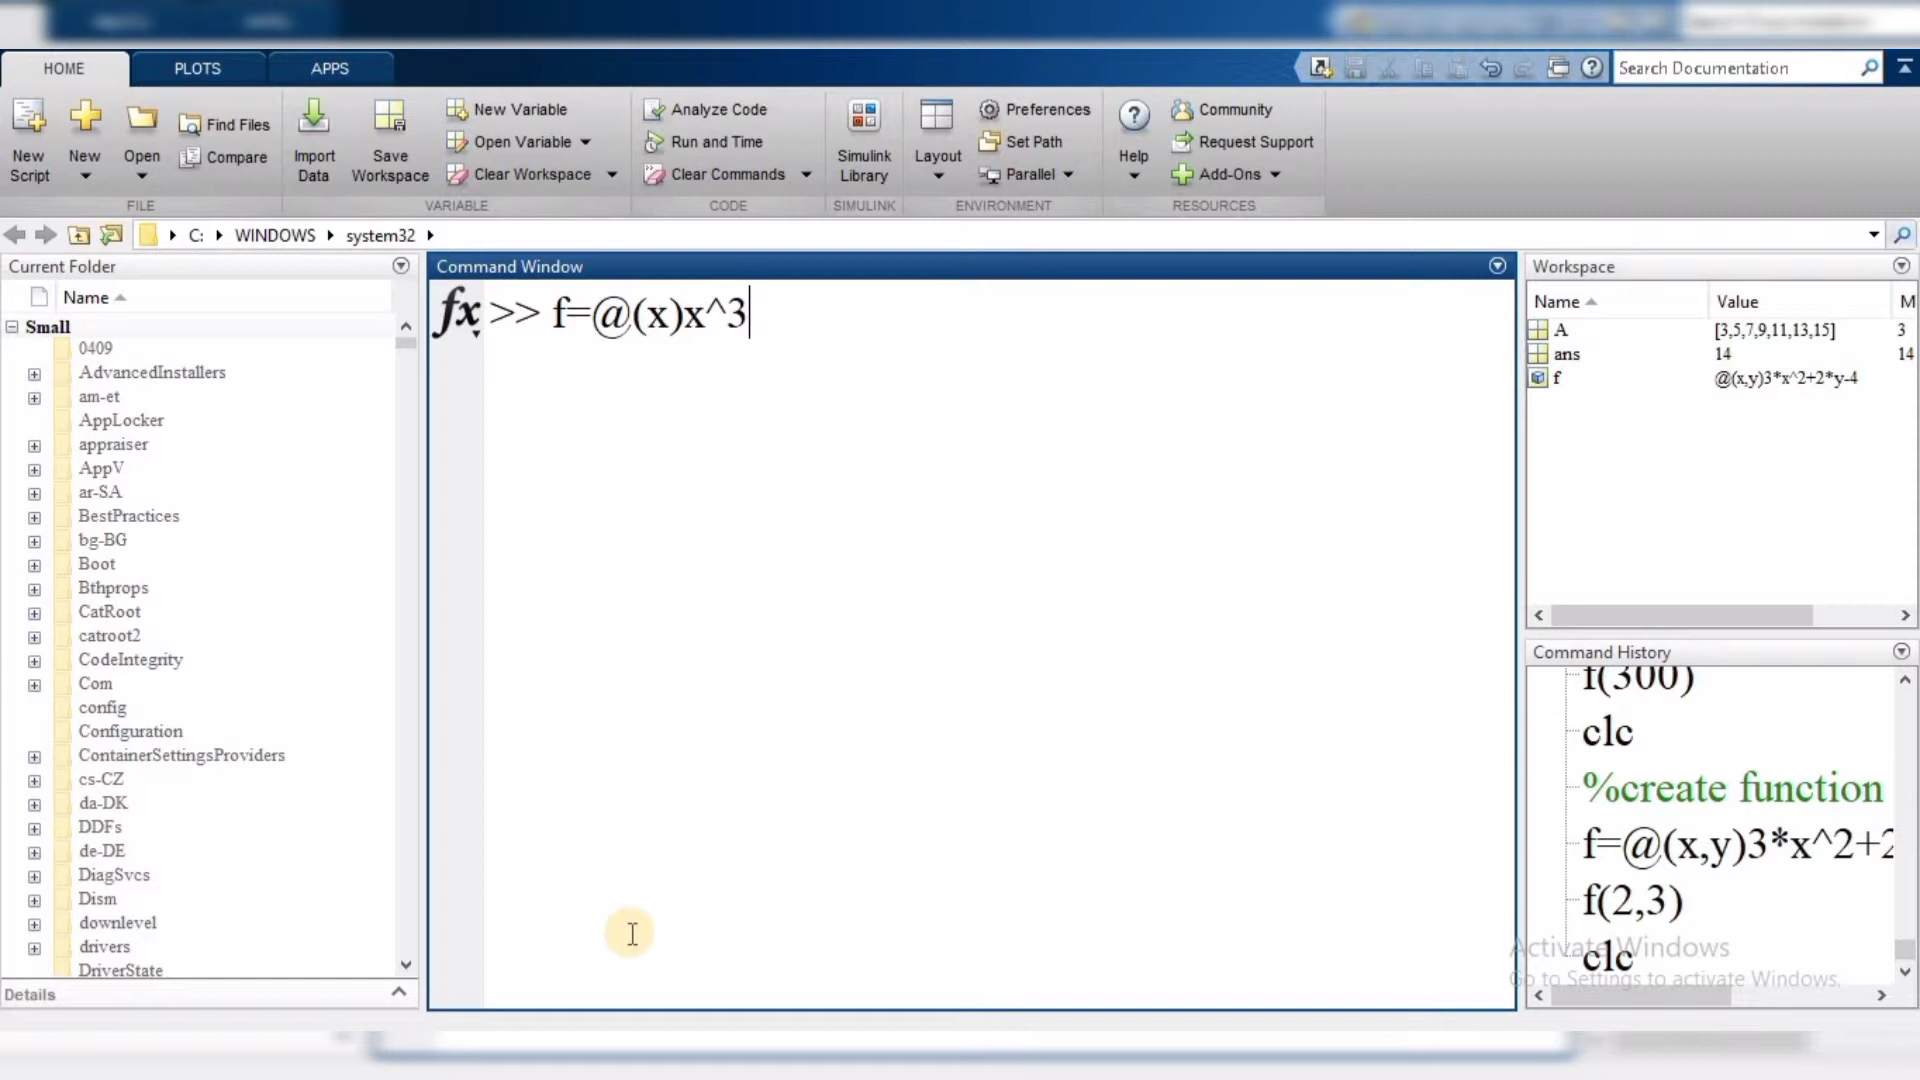 HOME PLOTS APPS
Search Documentation
New Script
New
Open
Find Files
Compare
FILE
Import Data
Save Workspace
New Variable
Open Variable
Clear Workspace
VARIABLE
Analyze Code
Run and Time
Clear Commands
CODE
Simulink Library
SIMULINK
Layout
Preferences
Set Path
Parallel
ENVIRONMENT
Help
Community
Request Support
Add-Ons
RESOURCES
C: WINDOWS system32
Current Folder
Name
Small
0409
AdvancedInstallers
am-et
AppLocker
appraiser
AppV
ar-SA
BestPractices
bg-BG
Boot
Bthprops
CatRoot
catroot2
CodeIntegrity
Com
config
Configuration
ContainerSettingsProviders
cs-CZ
da-DK
DDFs
de-DE
DiagSvcs
Dism
downlevel
drivers
DriverState
Details
Command Window
fx >> f=@(x)x^3
Workspace
Name Value M
A [3,5,7,9,11,13,15] 3
ans 14 14
f @(x,y)3*x^2+2*y-4
Command History
f(300)
clc
%create function
f=@(x,y)3*x^2+2
f(2,3)
clc
Activate Windows
Go to Settings to activate Windows.